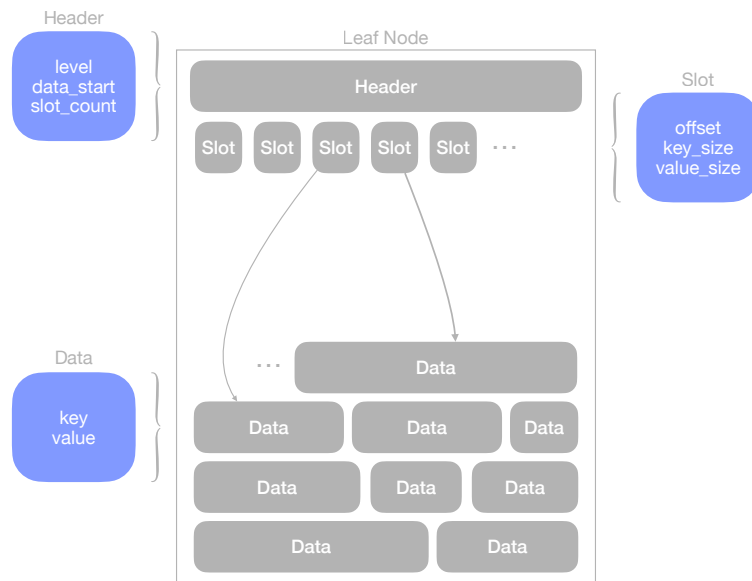 Header
level
data_start
slot_count
Leaf Node
Header
Slot Slot Slot Slot Slot ...
Slot
offset
key_size
value_size
Data
key
value
... Data
Data Data Data
Data Data Data
Data Data